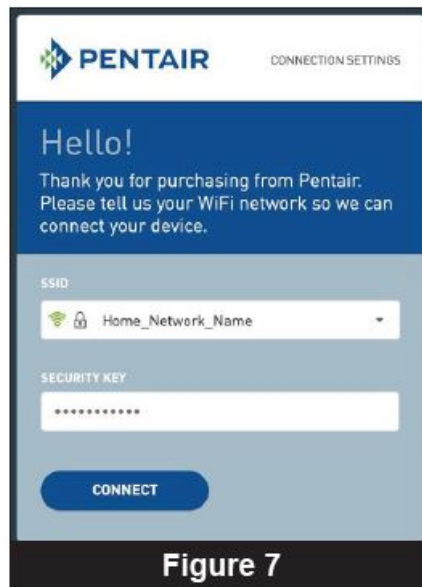 PENTAIR
CONNECTION SETTINGS
Hello!
Thank you for purchasing from Pentair.
Please tell us your WiFi network so we can
connect your device.
SSID
Home_Network_Name
SECURITY KEY
•••••••••••
CONNECT
Figure 7